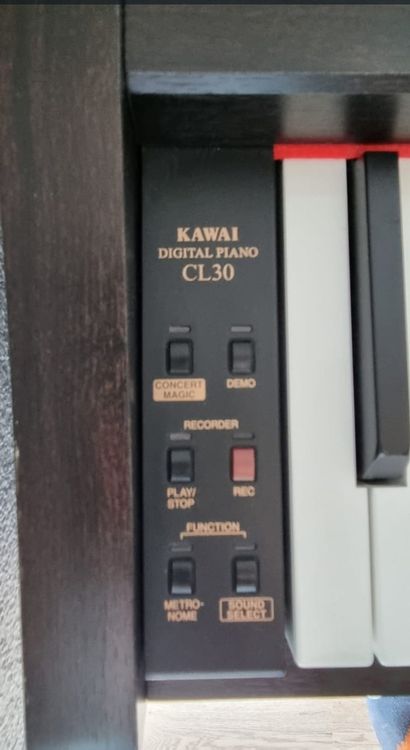 KAWAI
DIGITAL PIANO
CL30
CONCERT
MAGIC
DEMO
RECORDER
PLAY/
STOP
REC
FUNCTION
METRO-
NOME
SOUND
SELECT